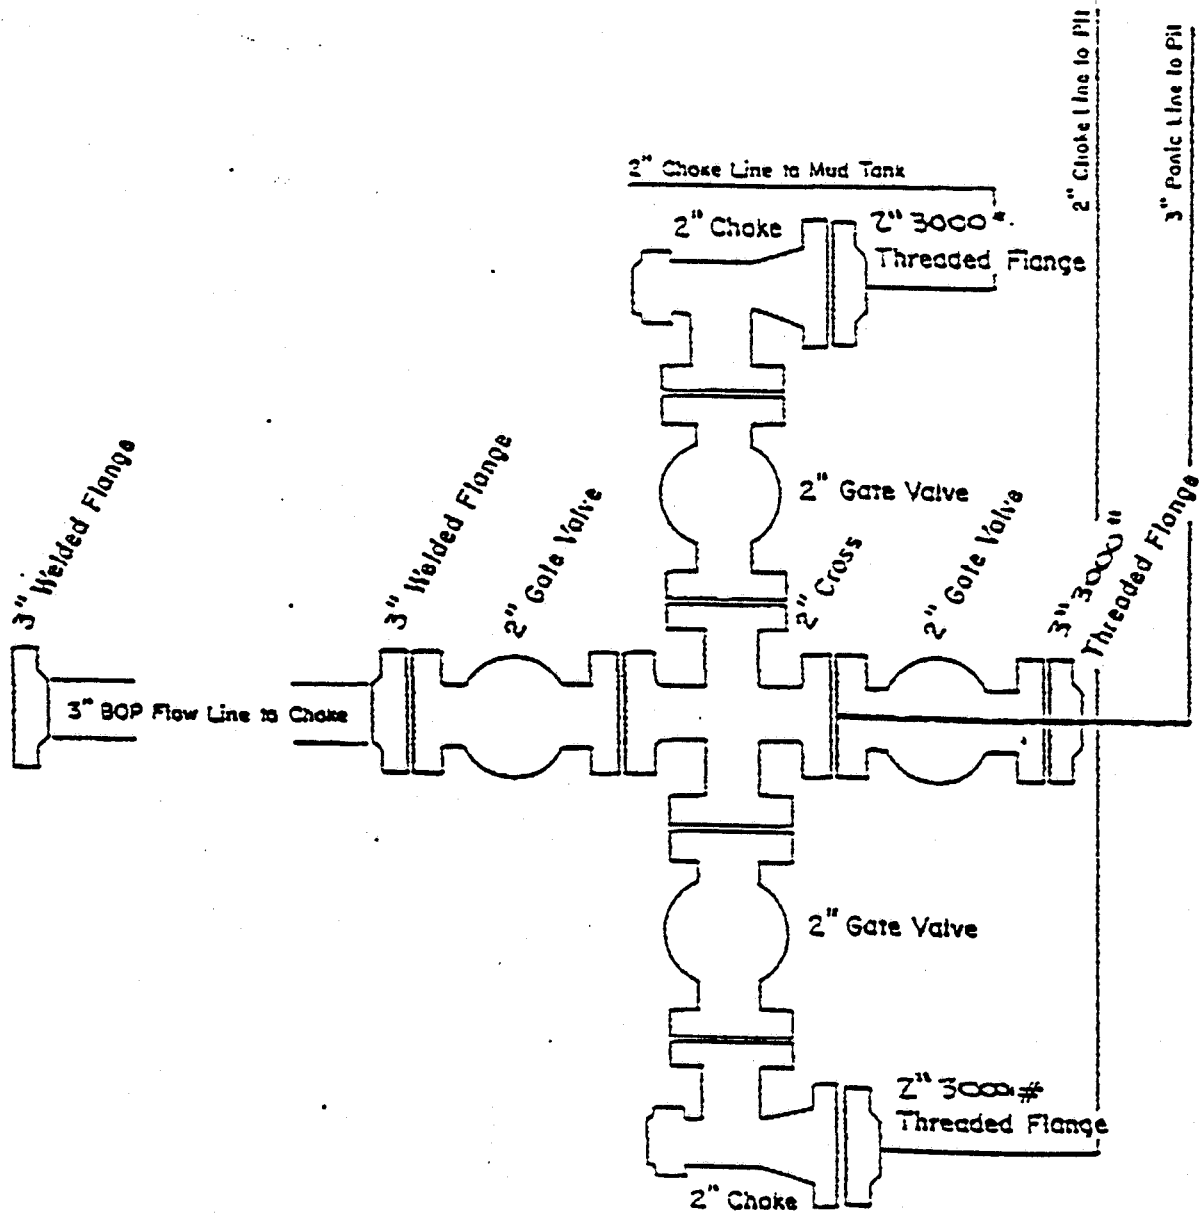 2" Choke Line to Pit
3" Panic Line to Pit
2" Choke Line to Mud Tank
2" Choke
2" 3000#
Threaded Flange
3" Welded Flange
3" Welded Flange
2" Gate Valve
2" Gate Valve
2" Cross
2" Gate Valve
3" 3000#
Threaded Flange
3" BOP Flow Line to Choke
2" Gate Valve
2" 3000#
Threaded Flange
2" Choke